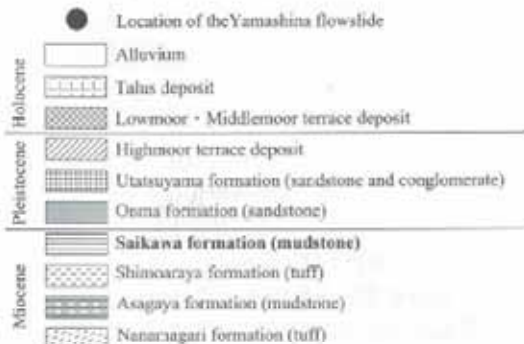 Location of theYamashina flowslide
Holocene
Alluvium
Talus deposit
Lowmoor・Middlemoor terrace deposit
Pleistocene
Highmoor terrace deposit
Utatsuyama formation (sandstone and conglomerate)
Onma formation (sandstone)
Miocene
Saikawa formation (mudstone)
Shimoaraya formation (tuff)
Asagaya formation (mudstone)
Nanamagari formation (tuff)